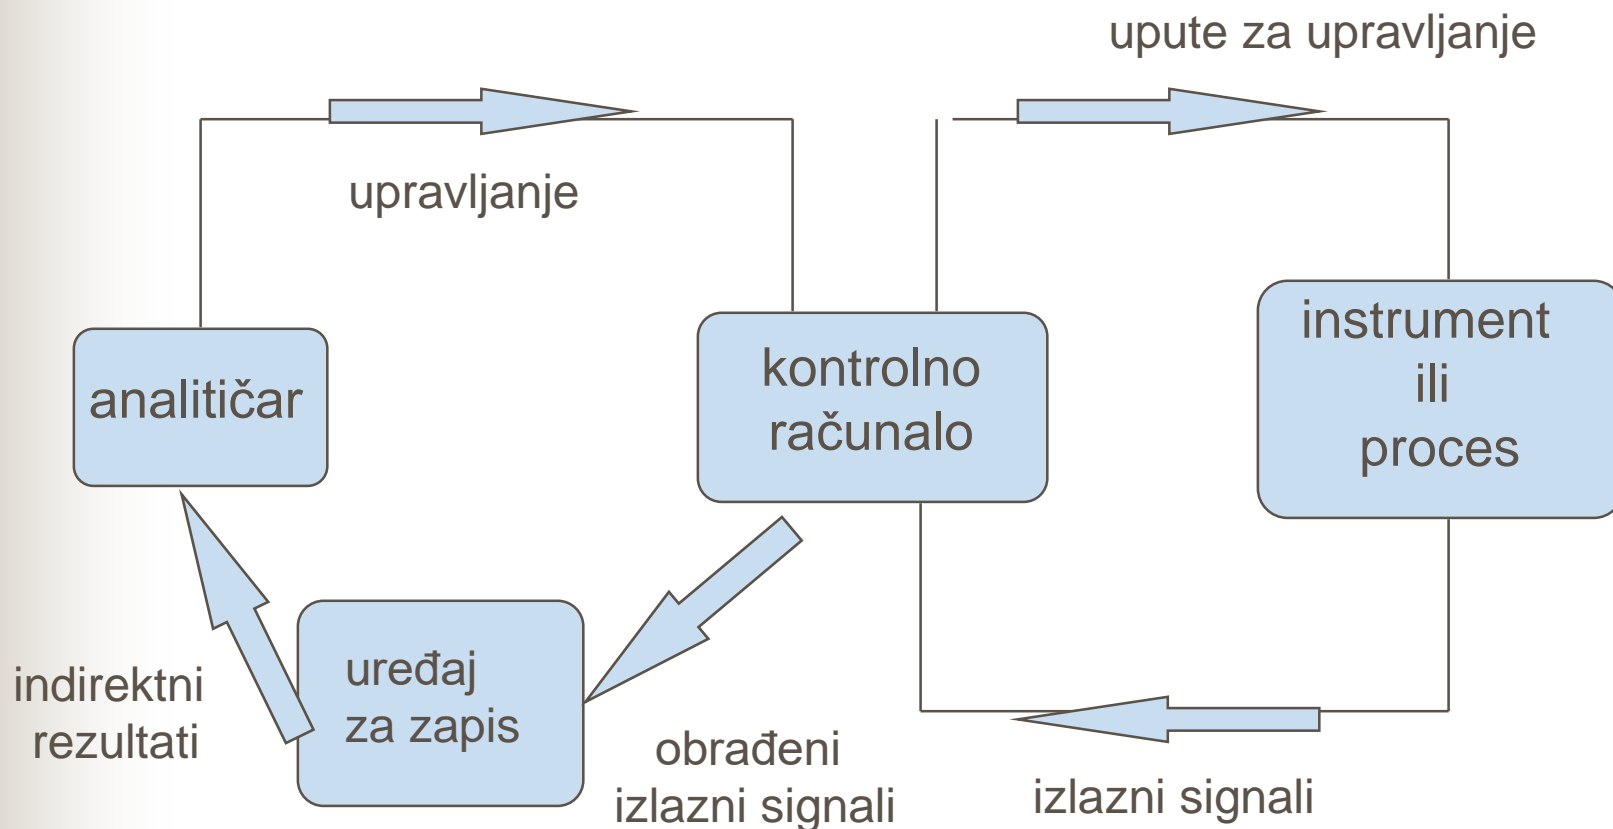 upute za upravljanje
upravljanje
analitičar
kontrolno
računalo
instrument
ili
proces
indirektni
rezultati
uređaj
za zapis
obrađeni
izlazni signali
izlazni signali